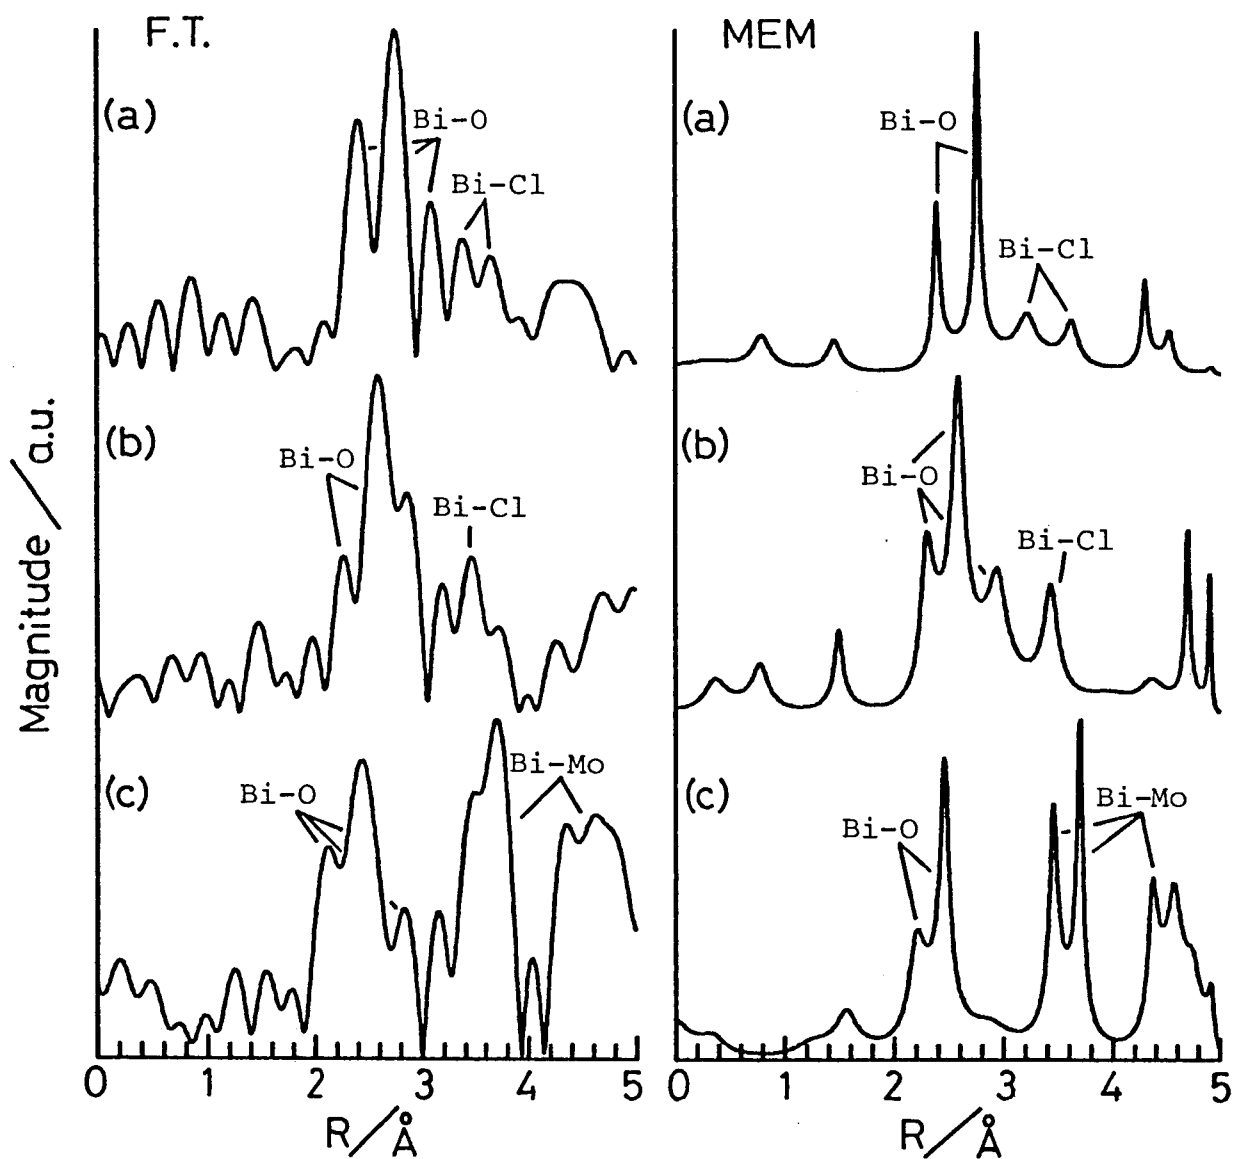 F.T.
MEM
(a)
Bi-O
Bi-Cl
(a)
Bi-O
Bi-Cl
(b)
Bi-O
Bi-Cl
(b)
Bi-O
Bi-Cl
(c)
Bi-O
Bi-Mo
(c)
Bi-O
Bi-Mo
Magnitude / a.u.
0 1 2 3 4 5
0 1 2 3 4 5
R/Å
R/Å